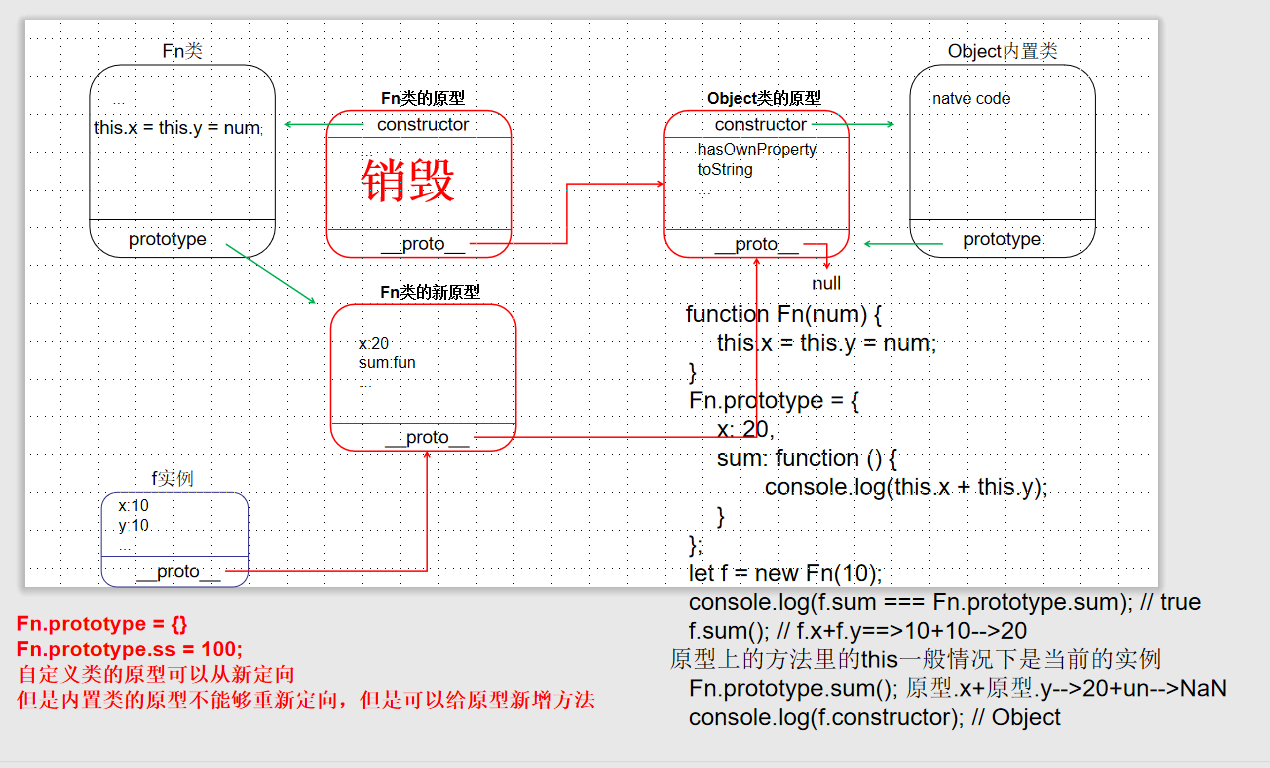 Fn类
...
this.x = this.y = num;
prototype
Fn类的原型
constructor
销毁
__proto__
Object类的原型
constructor
hasOwnProperty
toString
...
__proto__
null
Object内置类
natve code
prototype
Fn类的新原型
x:20
sum:fun
...
__proto__
f实例
x:10
y:10
...
__proto__
function Fn(num) {
this.x = this.y = num;
}
Fn.prototype = {
x: 20,
sum: function () {
console.log(this.x + this.y);
}
};
let f = new Fn(10);
console.log(f.sum === Fn.prototype.sum); // true
f.sum(); // f.x+f.y==>10+10-->20
原型上的方法里的this一般情况下是当前的实例
Fn.prototype.sum(); 原型.x+原型.y-->20+un-->NaN
console.log(f.constructor); // Object
Fn.prototype = {}
Fn.prototype.ss = 100;
自定义类的原型可以从新定向
但是内置类的原型不能够重新定向，但是可以给原型新增方法